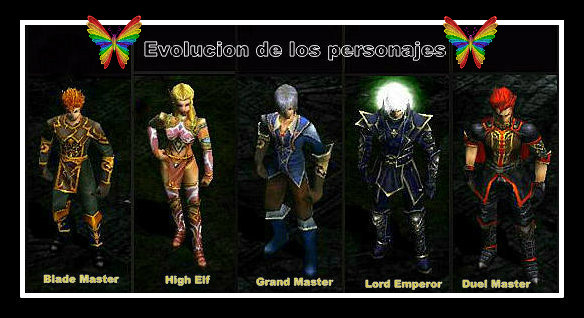 Evolucion de los personajes
Blade Master
High Elf
Grand Master
Lord Emperor
Duel Master